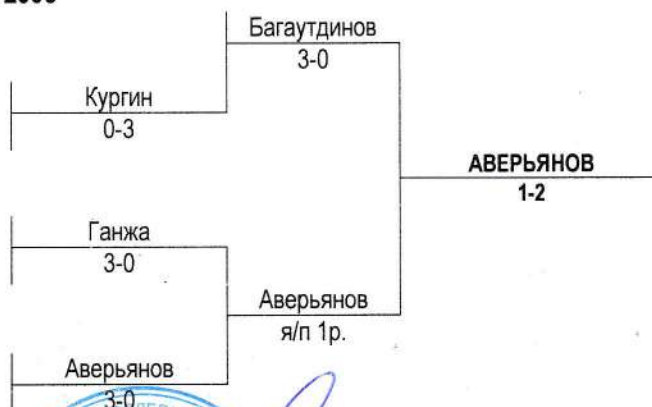 Багаутдинов
3-0
Кургин
0-3
АВЕРЬЯНОВ
1-2
Ганжа
3-0
Аверьянов
я/п 1р.
Аверьянов
3-0